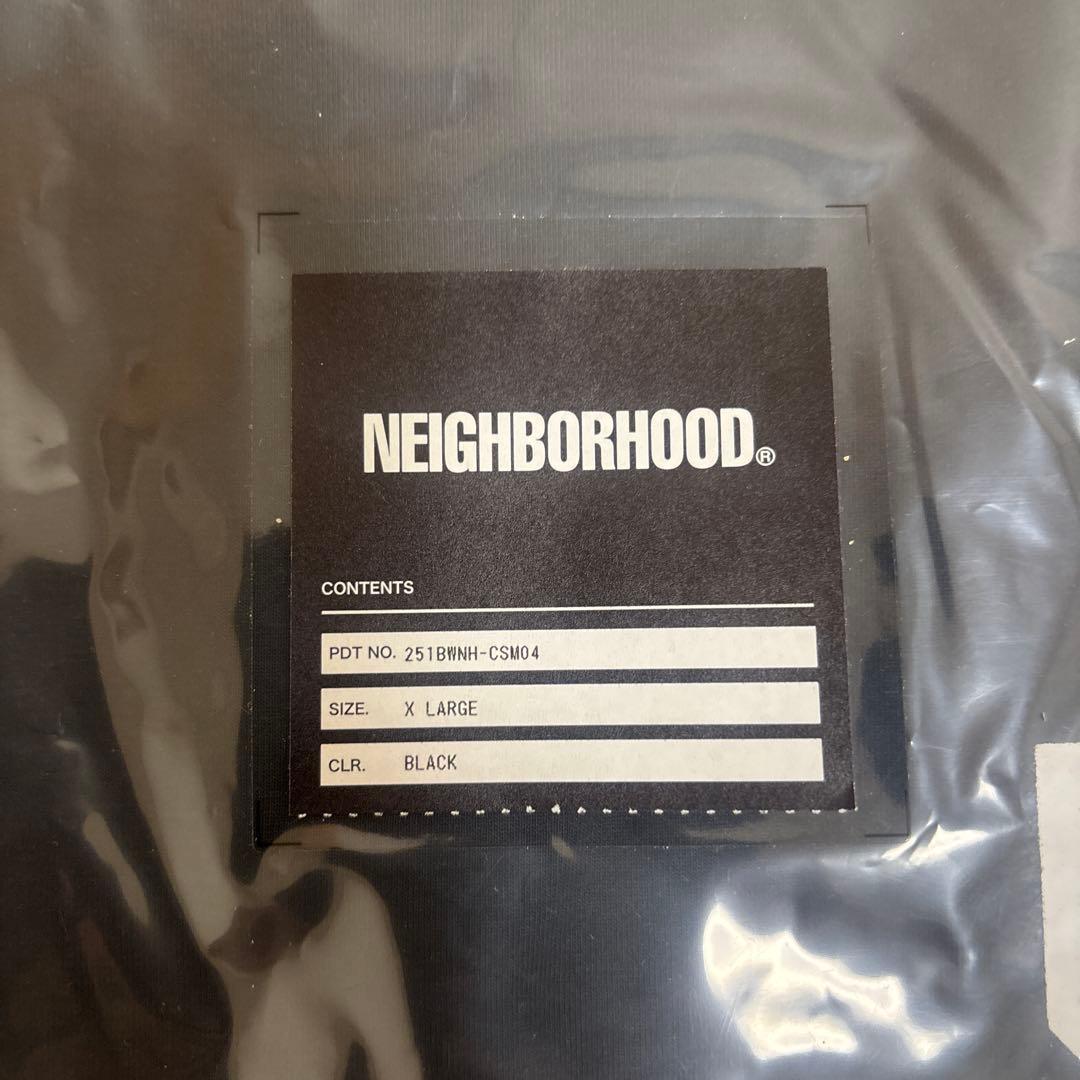 NEIGHBORHOOD®
CONTENTS
PDT NO. 251BWNH-CSM04
SIZE. X LARGE
CLR. BLACK